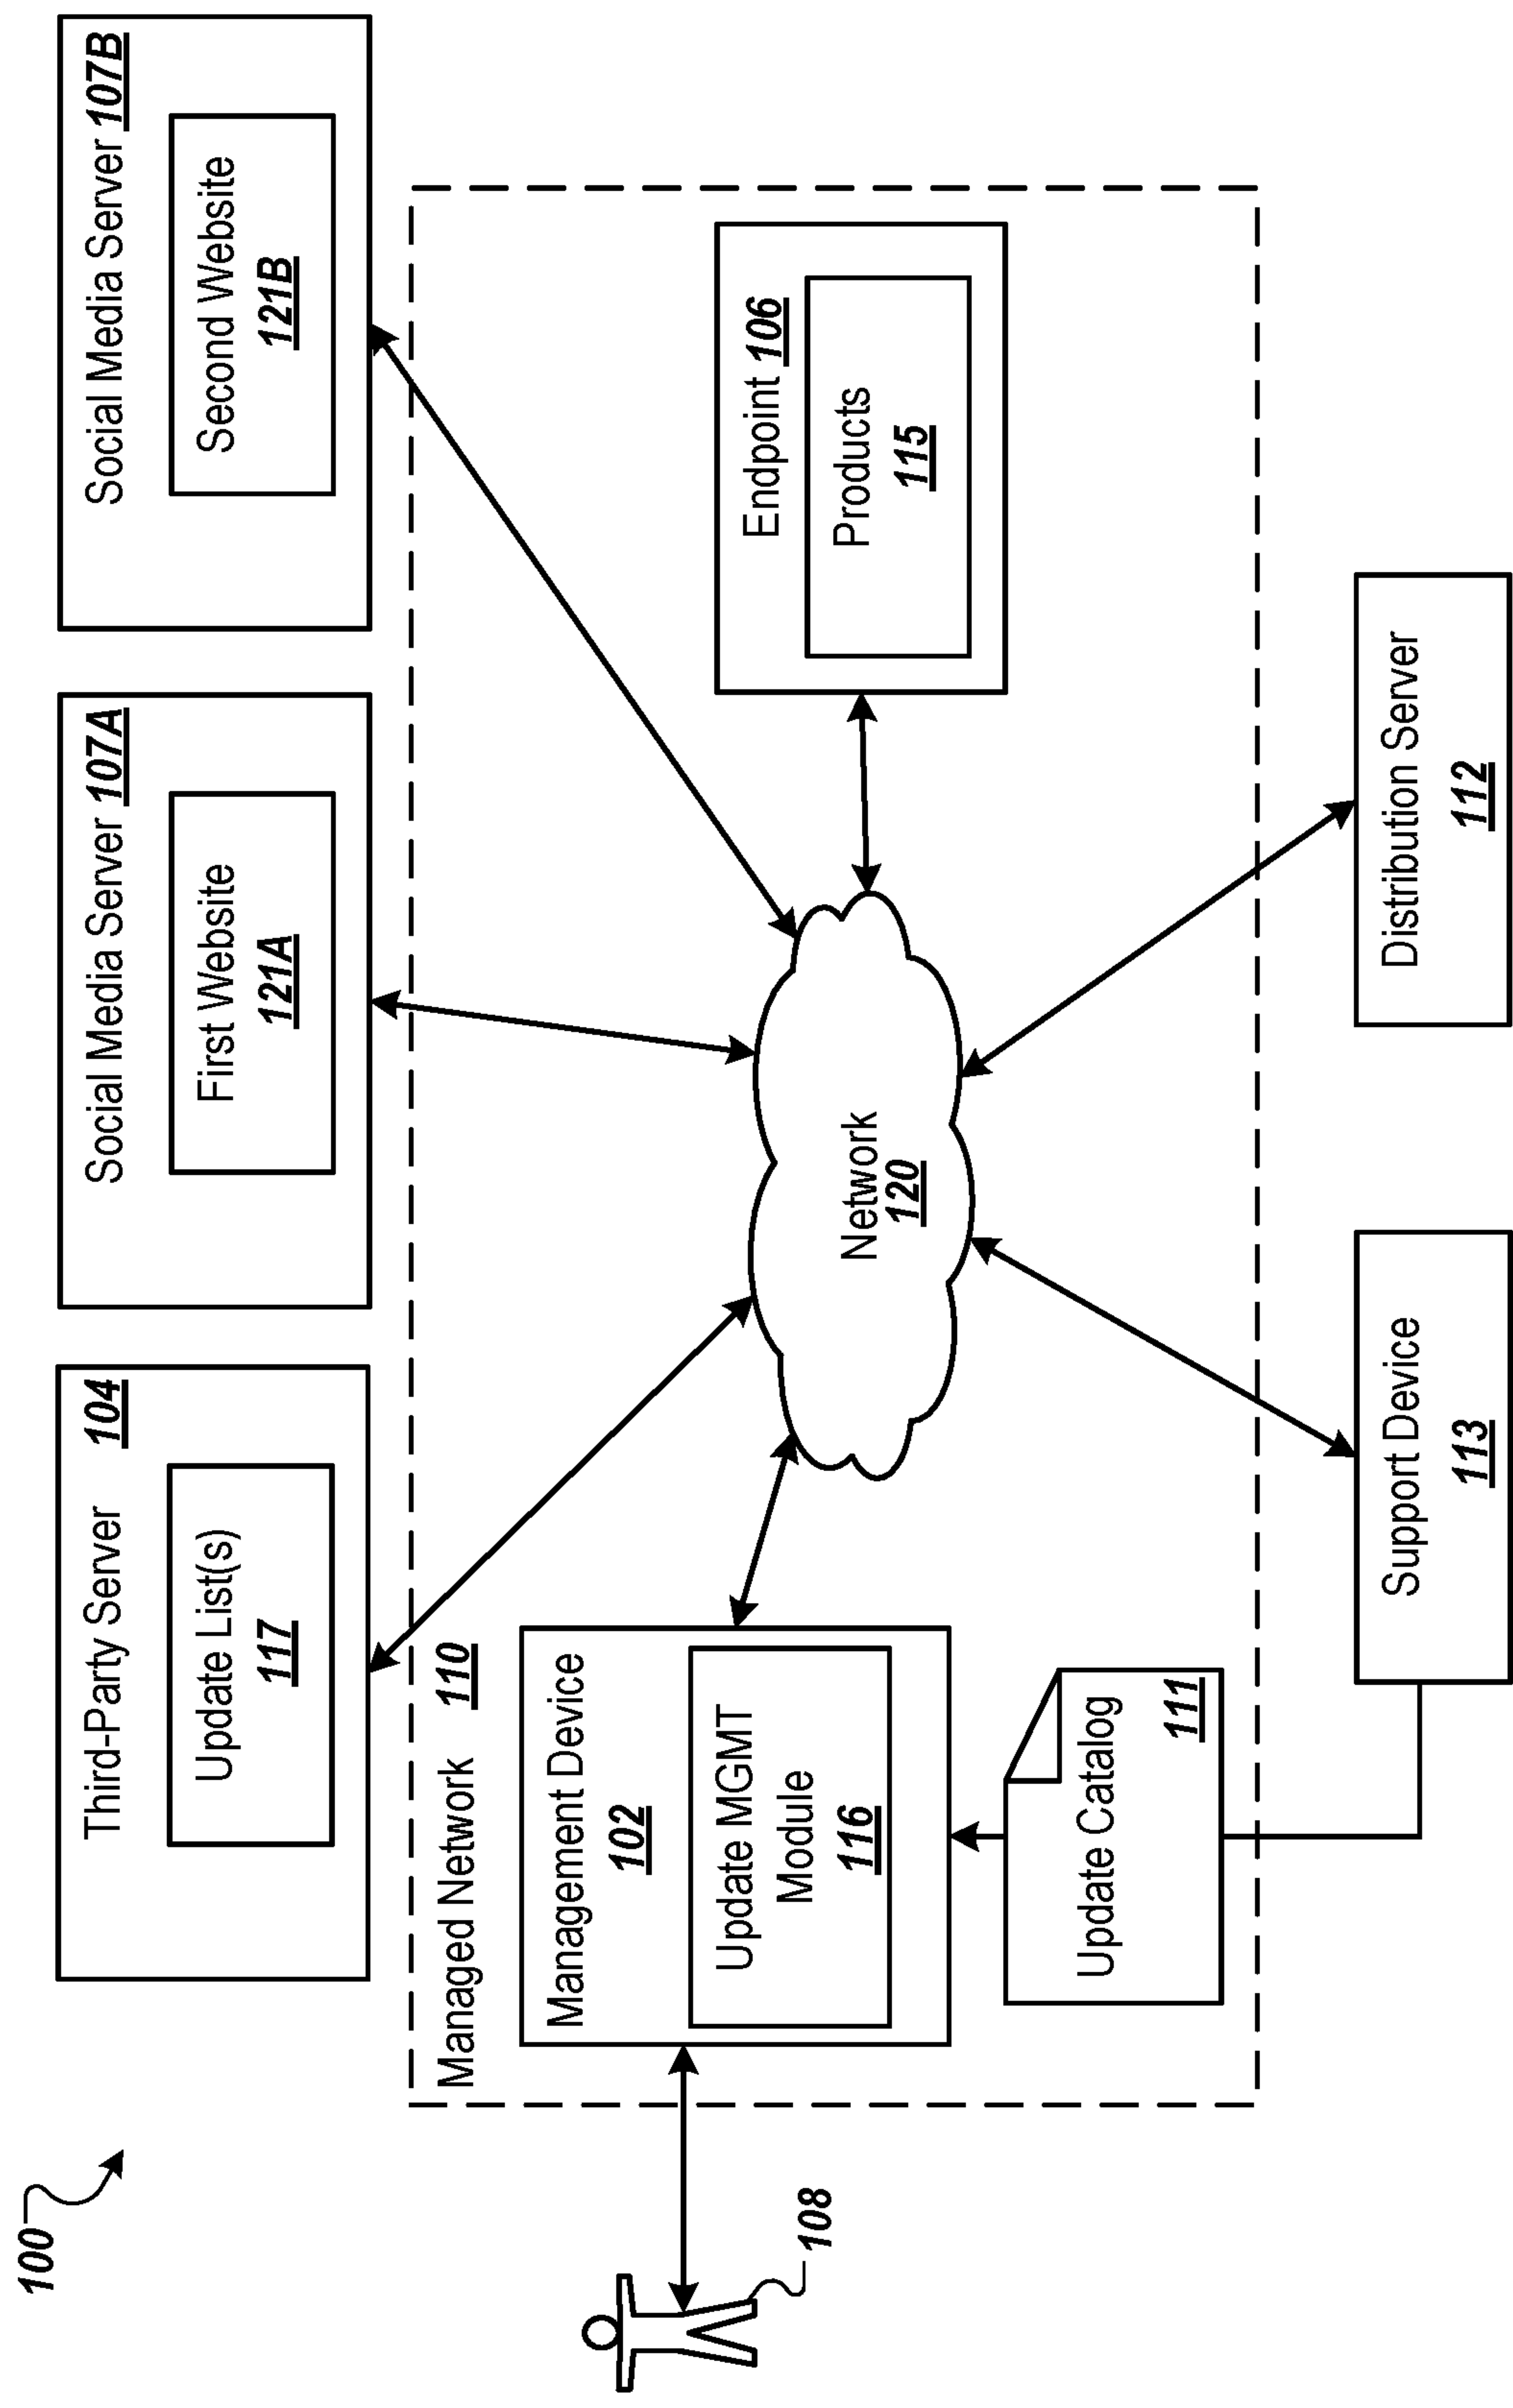 100
Third-Party Server 104
Update List(s)
117
Social Media Server 107A
First Website
121A
Social Media Server 107B
Second Website
121B
Managed Network 110
Management Device
102
Update MGMT
Module
116
Endpoint 106
Products
115
Network
120
108
Update Catalog
111
Support Device
113
Distribution Server
112